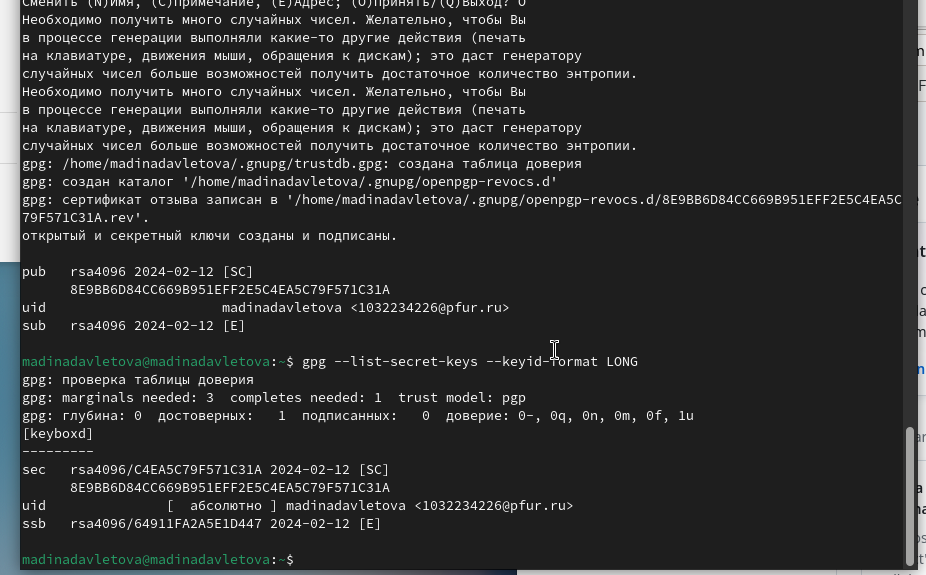 Сменить (N)Имя, (C)Примечание, (E)Адрес; (O)Принять/(Q)Выход? O
Необходимо получить много случайных чисел. Желательно, чтобы Вы
в процессе генерации выполняли какие-то другие действия (печать
на клавиатуре, движения мыши, обращения к дискам); это даст генератору
случайных чисел больше возможностей получить достаточное количество энтропии.
Необходимо получить много случайных чисел. Желательно, чтобы Вы
в процессе генерации выполняли какие-то другие действия (печать
на клавиатуре, движения мыши, обращения к дискам); это даст генератору
случайных чисел больше возможностей получить достаточное количество энтропии.
gpg: /home/madinadavletova/.gnupg/trustdb.gpg: создана таблица доверия
gpg: создан каталог '/home/madinadavletova/.gnupg/openpgp-revocs.d'
gpg: сертификат отзыва записан в '/home/madinadavletova/.gnupg/openpgp-revocs.d/8E9BB6D84CC669B951EFF2E5C4EA5C
79F571C31A.rev'.
открытый и секретный ключи созданы и подписаны.
pub   rsa4096 2024-02-12 [SC]
      8E9BB6D84CC669B951EFF2E5C4EA5C79F571C31A
uid                      madinadavletova <1032234226@pfur.ru>
sub   rsa4096 2024-02-12 [E]
madinadavletova@madinadavletova:~$ gpg --list-secret-keys --keyid-format LONG
gpg: проверка таблицы доверия
gpg: marginals needed: 3  completes needed: 1  trust model: pgp
gpg: глубина: 0  достоверных:   1  подписанных:   0  доверие: 0-, 0q, 0n, 0m, 0f, 1u
[keyboxd]
---------
sec   rsa4096/C4EA5C79F571C31A 2024-02-12 [SC]
      8E9BB6D84CC669B951EFF2E5C4EA5C79F571C31A
uid               [  абсолютно ] madinadavletova <1032234226@pfur.ru>
ssb   rsa4096/64911FA2A5E1D447 2024-02-12 [E]
madinadavletova@madinadavletova:~$